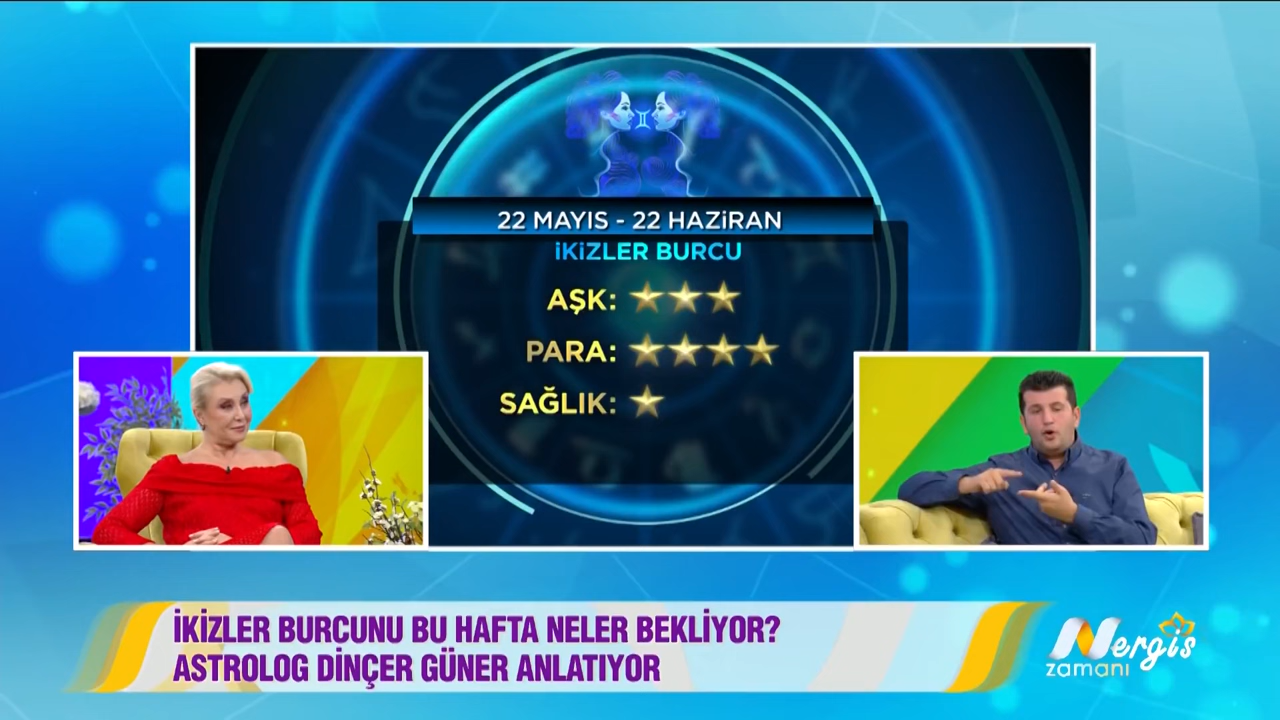 22 MAYIS - 22 HAZiRAN
iKiZLER BURCU
AŞK:
PARA:
SAĞLIK:
İKİZLER BURCUNU BU HAFTA NELER BEKLİYOR?
ASTROLOG DİNÇER GÜNER ANLATIYOR
Nergis
zamanı